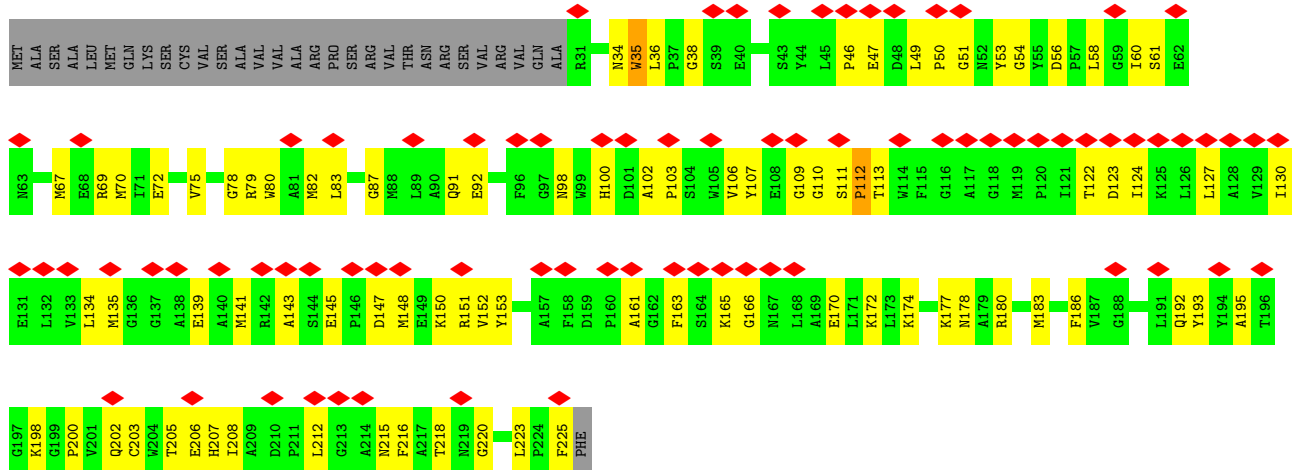 MET ALA SER ALA ALA LEU MET GLN LYS SER CYS VAL SER ALA VAL VAL ALA ARG PRO SER ARG VAL THR ASN ARG SER VAL ARG VAL GLN ALA R31 N34 W35 L36 P37 G38 S39 E40 S43 Y44 L45 P46 E47 D48 L49 P50 G51 N52 Y53 G54 Y55 D56 P57 L58 G59 I60 S61 E62
N63 M67 E68 R69 M70 I71 E72 V75 G78 R79 W80 A81 M82 L83 G87 M88 L89 A90 Q91 E92 F96 G97 N98 W99 H100 D101 A102 P103 S104 W105 V106 Y107 E108 G109 G110 S111 P112 T113 W114 F115 G116 A117 G118 M119 P120 I121 T122 D123 I124 K125 L126 L127 A128 V129 I130
E131 L132 V133 L134 M135 G136 G137 A138 E139 A140 M141 R142 A143 S144 E145 P146 D147 M148 E149 K150 R151 V152 Y153 A157 F158 D159 P160 A161 G162 F163 S164 K165 G166 N167 L168 A169 E170 L171 K172 L173 K174 K177 N178 A179 R180 M183 F186 V187 G188 L191 Q192 Y193 Y194 A195 T196
G197 K198 G199 P200 V201 Q202 C203 W204 T205 E206 H207 I208 A209 D210 P211 L212 G213 A214 N215 F216 A217 T218 N219 G220 L223 P224 F225 PHE